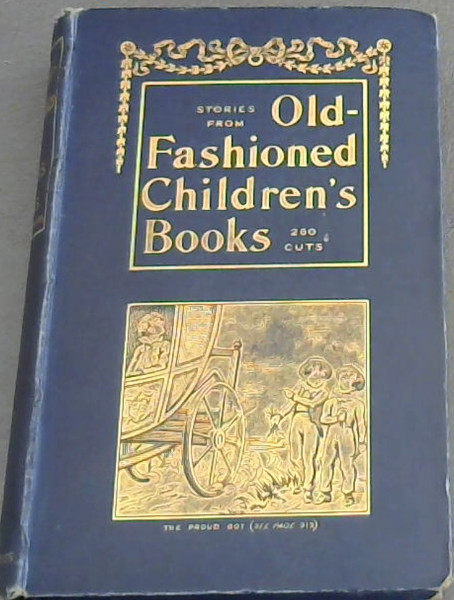 STORIES
FROM Old-
Fashioned
Children's
Books 250
CUTS
THE PROUD BOY (SEE PAGE 313)